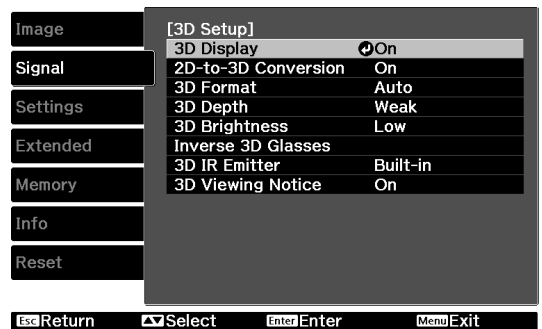 Image
Signal
Settings
Extended
Memory
Info
Reset
[3D Setup]
3D Display On
2D-to-3D Conversion On
3D Format Auto
3D Depth Weak
3D Brightness Low
Inverse 3D Glasses
3D IR Emitter Built-in
3D Viewing Notice On
Esc Return Select Enter Enter Menu Exit